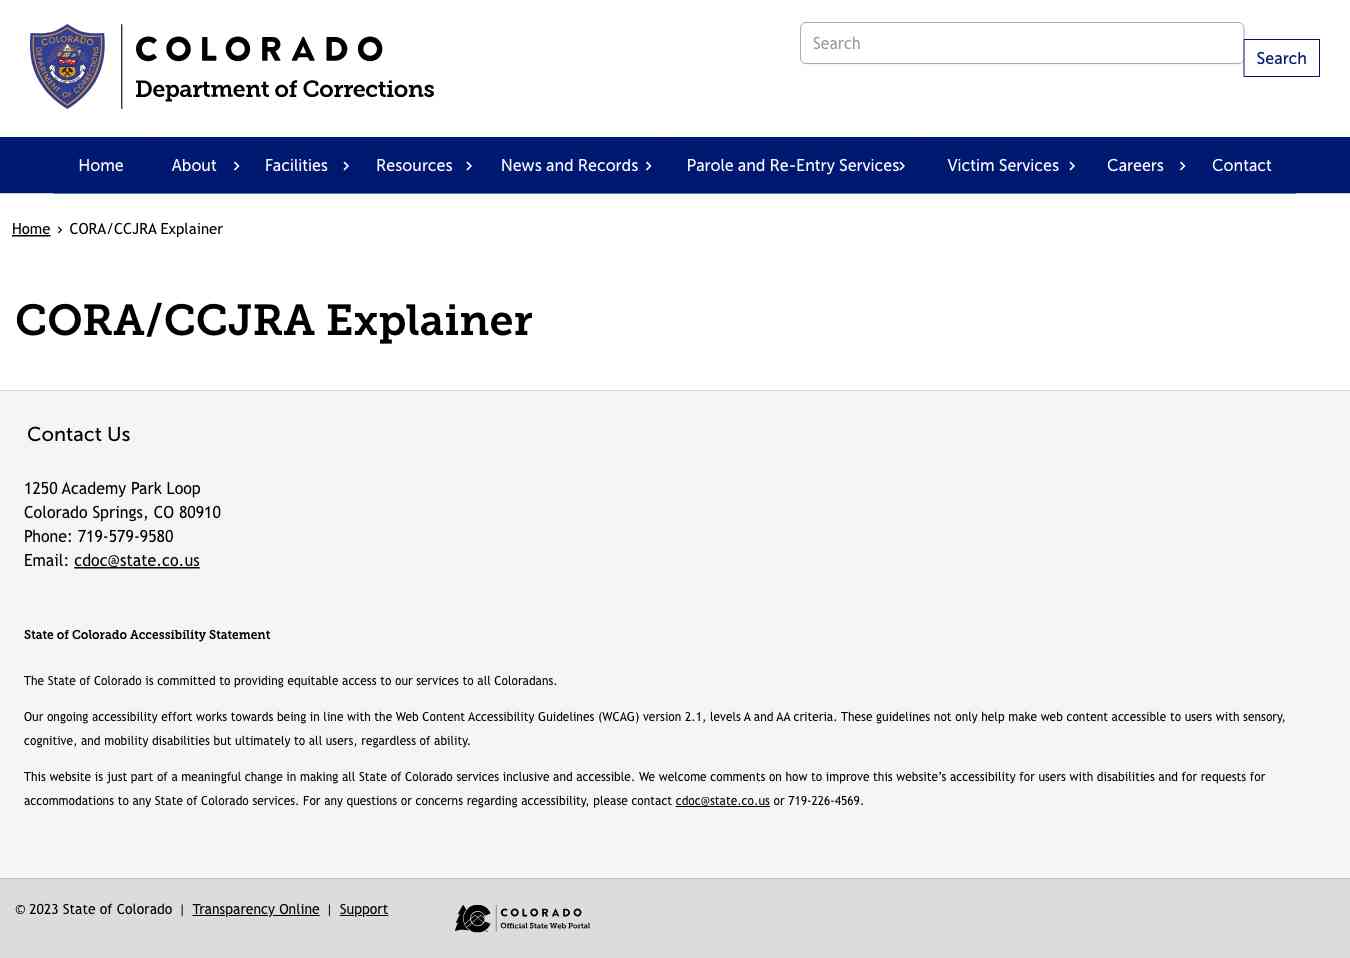 COLORADO
Department of Corrections
Search
Search
Home About Facilities Resources News and Records Parole and Re-Entry Services Victim Services Careers Contact
Home › CORA/CCJRA Explainer
CORA/CCJRA Explainer
Contact Us
1250 Academy Park Loop
Colorado Springs, CO 80910
Phone: 719-579-9580
Email: cdoc@state.co.us
State of Colorado Accessibility Statement
The State of Colorado is committed to providing equitable access to our services to all Coloradans.
Our ongoing accessibility effort works towards being in line with the Web Content Accessibility Guidelines (WCAG) version 2.1, levels A and AA criteria. These guidelines not only help make web content accessible to users with sensory,
cognitive, and mobility disabilities but ultimately to all users, regardless of ability.
This website is just part of a meaningful change in making all State of Colorado services inclusive and accessible. We welcome comments on how to improve this website’s accessibility for users with disabilities and for requests for
accommodations to any State of Colorado services. For any questions or concerns regarding accessibility, please contact cdoc@state.co.us or 719-226-4569.
© 2023 State of Colorado | Transparency Online | Support
COLORADO
Official State Web Portal